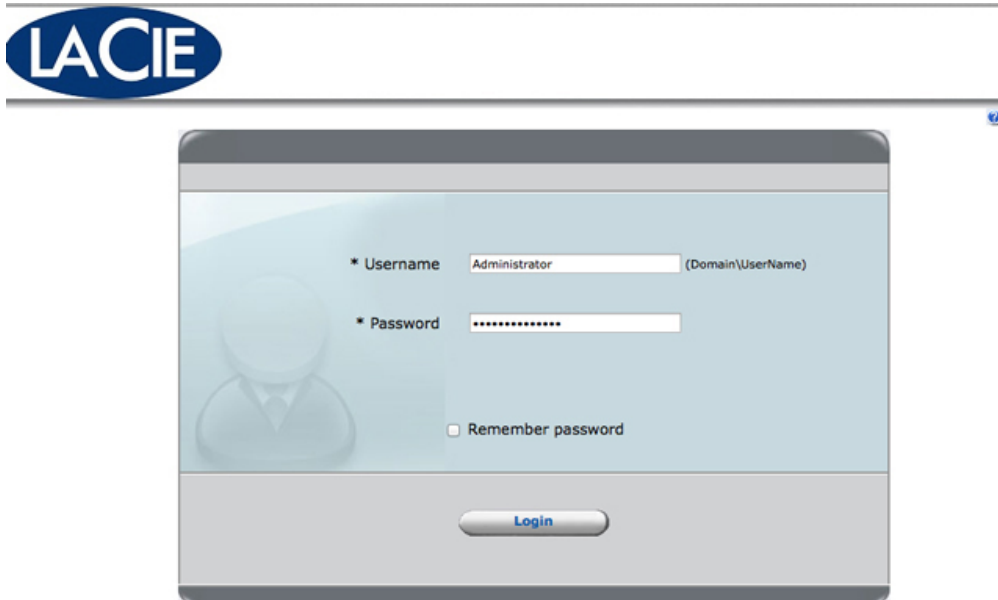 LACIE
* Username Administrator (Domain\UserName)
* Password ••••••••••••••
Remember password
Login